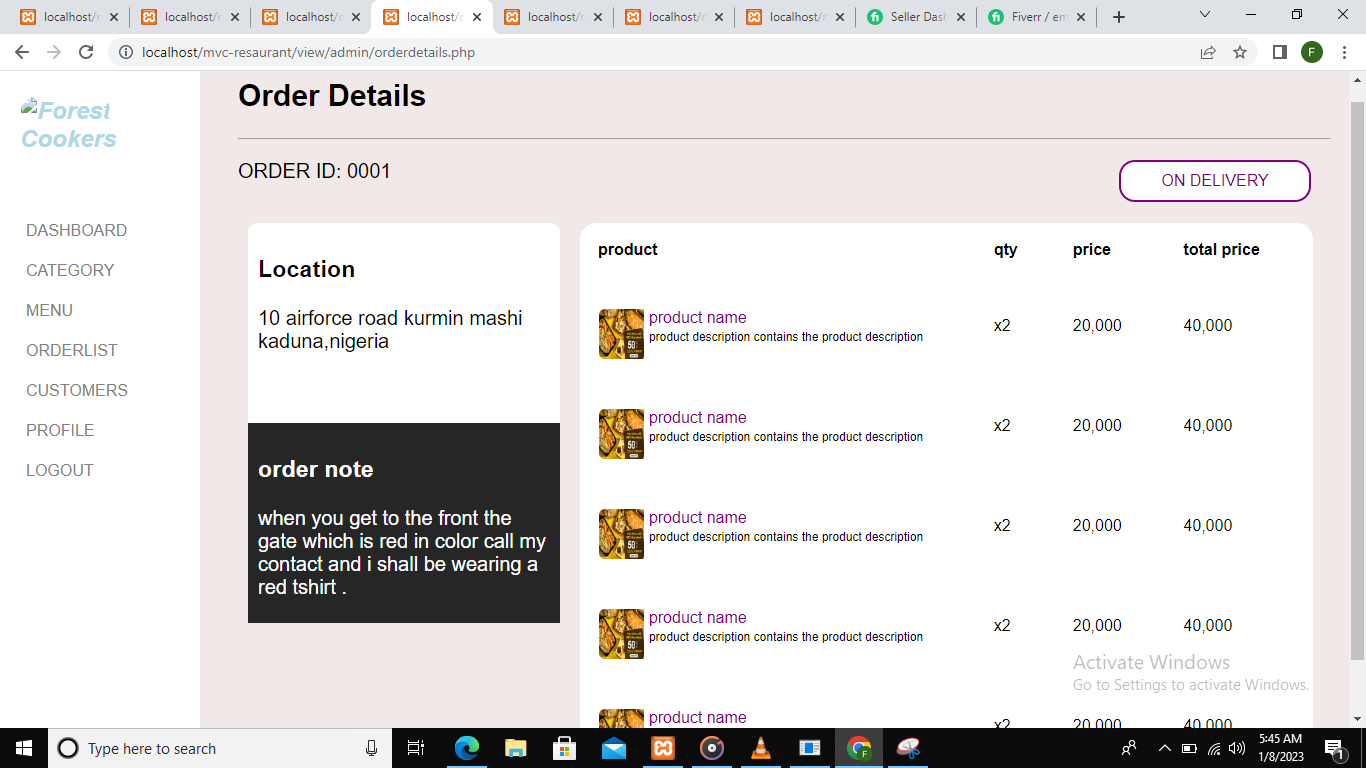 localhost/r
localhost/r
localhost/r
localhost/r
localhost/r
localhost/r
localhost/r
Seller Dash
Fiverr / em
localhost/mvc-resaurant/view/admin/orderdetails.php
F
Forest
Cookers
DASHBOARD
CATEGORY
MENU
ORDERLIST
CUSTOMERS
PROFILE
LOGOUT
Order Details
ORDER ID: 0001
ON DELIVERY
Location
10 airforce road kurmin mashi
kaduna,nigeria
order note
when you get to the front the
gate which is red in color call my
contact and i shall be wearing a
red tshirt .
product qty price total price
product name
product description contains the product description
x2 20,000 40,000
product name
product description contains the product description
x2 20,000 40,000
product name
product description contains the product description
x2 20,000 40,000
product name
product description contains the product description
x2 20,000 40,000
product name
x2 20,000 40,000
Activate Windows
Go to Settings to activate Windows.
Type here to search
5:45 AM
1/8/2023
1